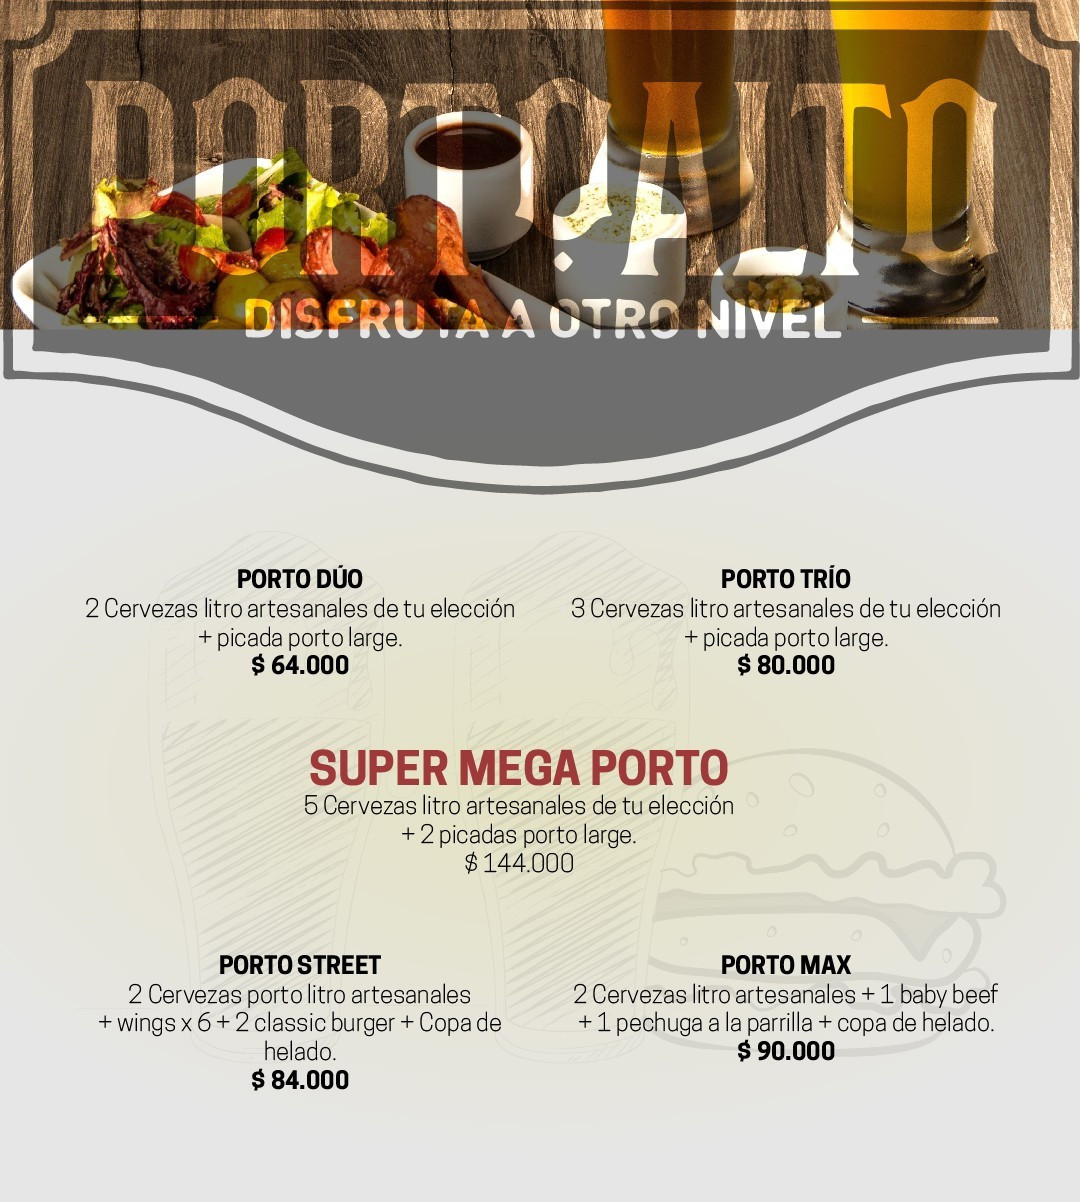 PORTO ALTO
DISFRUTA A OTRO NIVEL
PORTO DÚO
2 Cervezas litro artesanales de tu elección
+ picada porto large.
$ 64.000
PORTO TRÍO
3 Cervezas litro artesanales de tu elección
+ picada porto large.
$ 80.000
SUPER MEGA PORTO
5 Cervezas litro artesanales de tu elección
+ 2 picadas porto large.
$ 144.000
PORTO STREET
2 Cervezas porto litro artesanales
+ wings x 6 + 2 classic burger + Copa de
helado.
$ 84.000
PORTO MAX
2 Cervezas litro artesanales + 1 baby beef
+ 1 pechuga a la parrilla + copa de helado.
$ 90.000